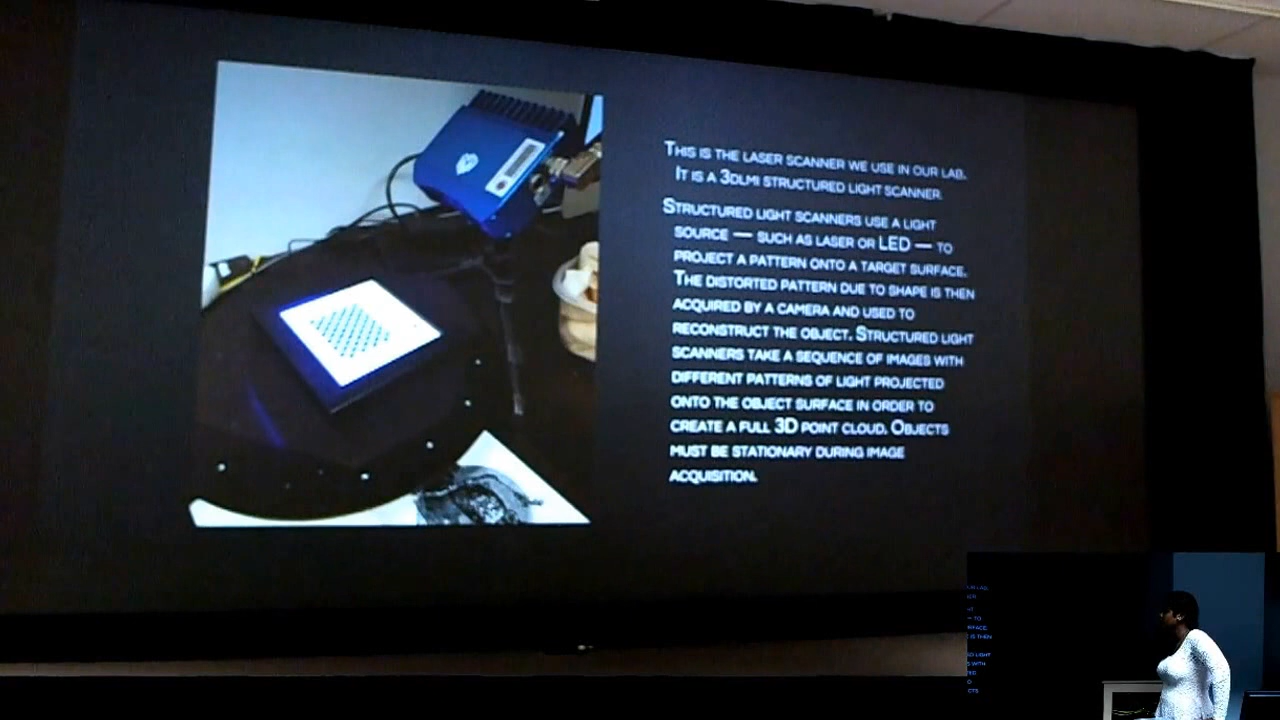 This is the laser scanner we use in our lab.
It is a 3DLMI structured light scanner.
Structured light scanners use a light
source — such as laser or LED — to
project a pattern onto a target surface.
The distorted pattern due to shape is then
acquired by a camera and used to
reconstruct the object. Structured light
scanners take a sequence of images with
different patterns of light projected
onto the object surface in order to
create a full 3D point cloud. Objects
must be stationary during image
acquisition.